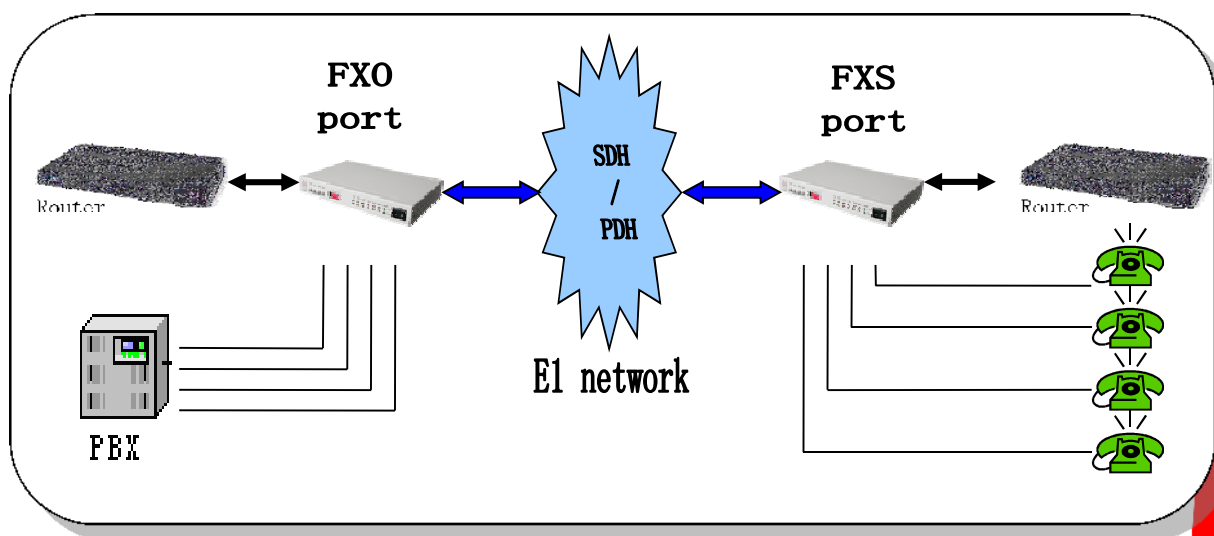 FXO
port
FXS
port
SDH
/
PDH
Router
Router
E1 network
PBX